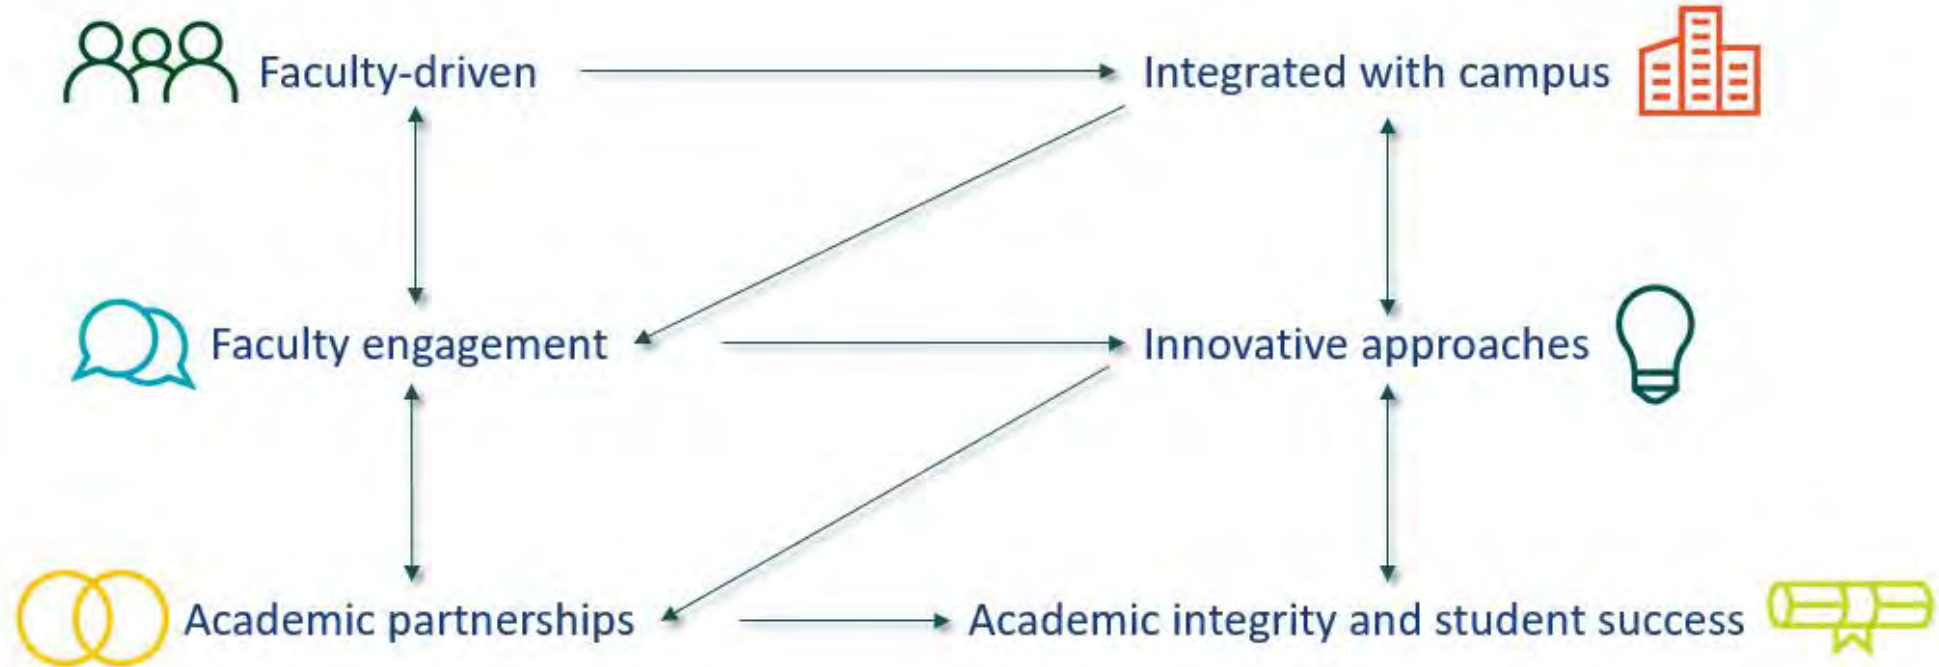 Faculty-driven
Integrated with campus
Faculty engagement
Innovative approaches
Academic partnerships
Academic integrity and student success